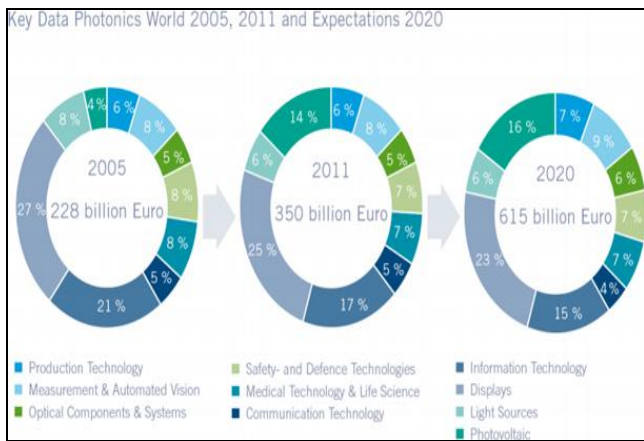 Key Data Photonics World 2005, 2011 and Expectations 2020
4 %
6 %
8 %
5 %
8 %
8 %
5 %
21 %
27 %
8 %
2005
228 billion Euro
14 %
6 %
8 %
5 %
7 %
7 %
5 %
17 %
25 %
6 %
2011
350 billion Euro
16 %
7 %
9 %
6 %
7 %
7 %
4 %
15 %
23 %
6 %
2020
615 billion Euro
Production Technology
Measurement & Automated Vision
Optical Components & Systems
Safety- and Defence Technologies
Medical Technology & Life Science
Communication Technology
Information Technology
Displays
Light Sources
Photovoltaic